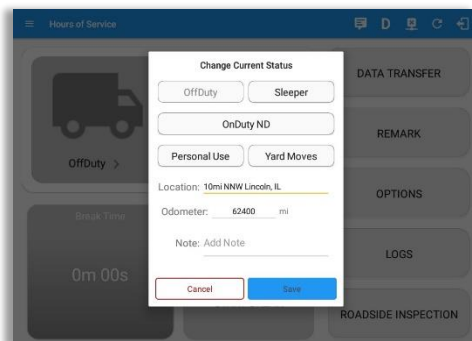 Hours of Service
D
Change Current Status
OffDuty
Sleeper
OnDuty ND
Personal Use
Yard Moves
Location: 10mi NNW Lincoln, IL
Odometer: 62400 mi
Note: Add Note
Cancel
Save
OffDuty >
Break Time
0m 00s
DATA TRANSFER
REMARK
OPTIONS
LOGS
ROADSIDE INSPECTION